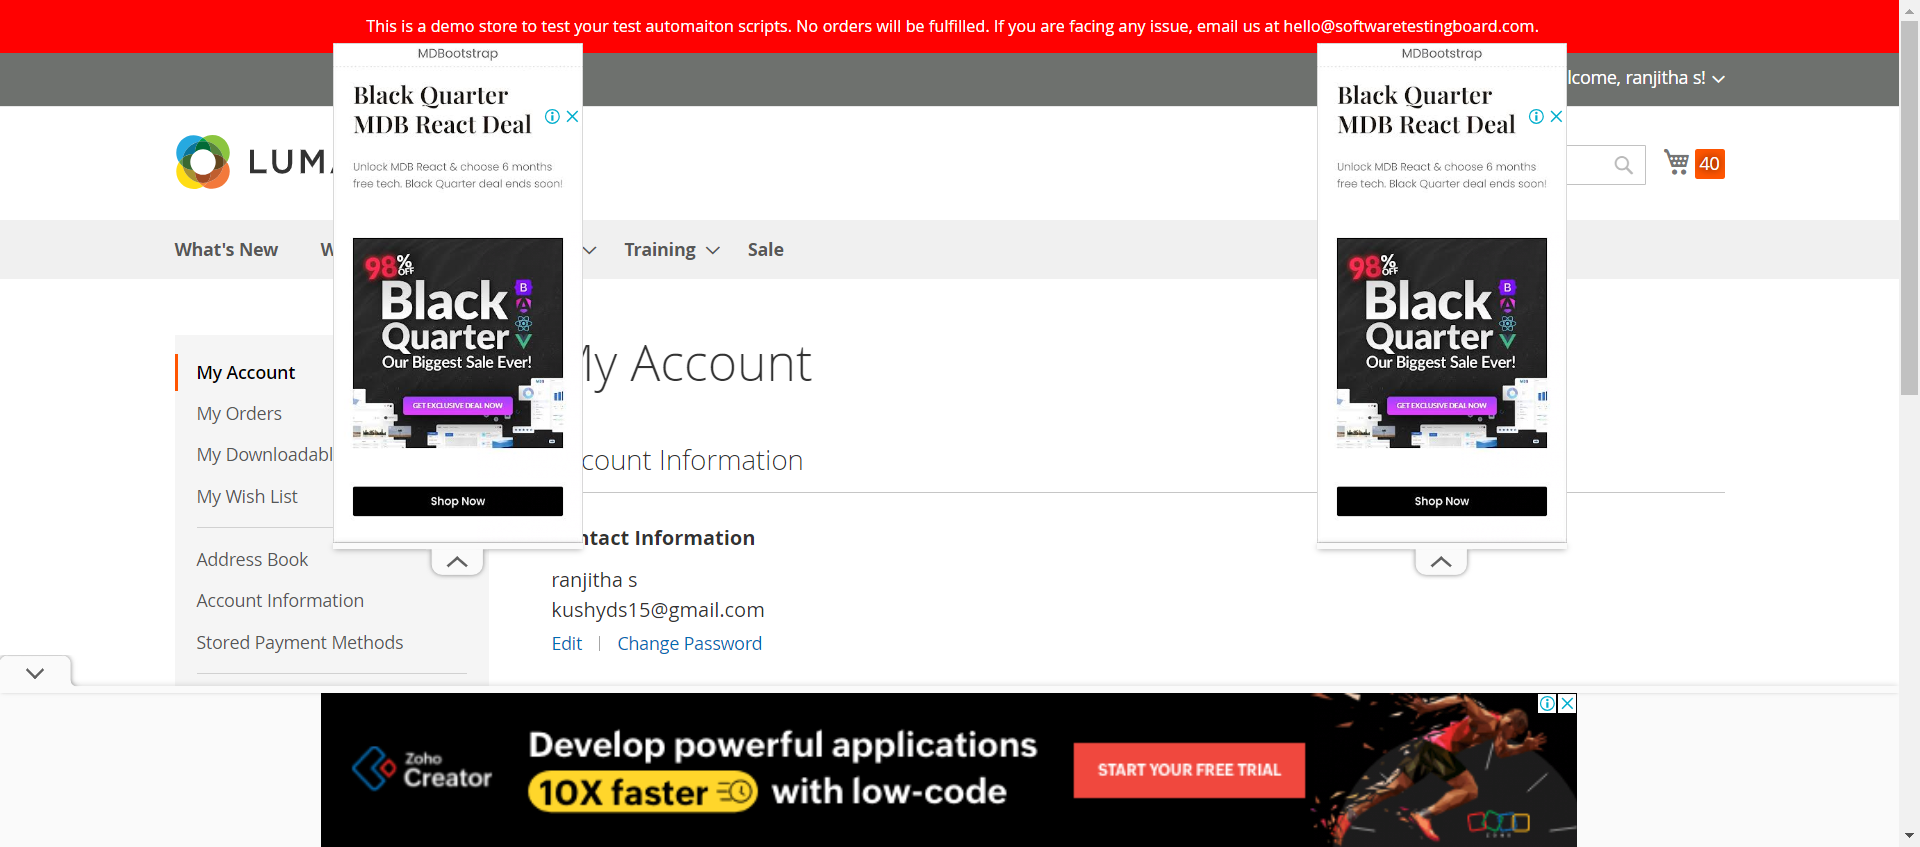 This is a demo store to test your test automaiton scripts. No orders will be fulfilled. If you are facing any issue, email us at hello@softwaretestingboard.com.
MDBootstrap
Black Quarter
MDB React Deal
Unlock MDB React & choose 6 months
free tech. Black Quarter deal ends soon!
98% OFF
Black
Quarter
Our Biggest Sale Ever!
GET EXCLUSIVE DEAL NOW
Shop Now
MDBootstrap
Black Quarter
MDB React Deal
Unlock MDB React & choose 6 months
free tech. Black Quarter deal ends soon!
98% OFF
Black
Quarter
Our Biggest Sale Ever!
GET EXCLUSIVE DEAL NOW
Shop Now
lcome, ranjitha s!
LUMA
40
What's New
Training
Sale
My Account
My Orders
My Downloadabl
My Wish List
Address Book
Account Information
Stored Payment Methods
My Account
count Information
ntact Information
ranjitha s
kushyds15@gmail.com
Edit | Change Password
Zoho
Creator
Develop powerful applications
10X faster with low-code
START YOUR FREE TRIAL